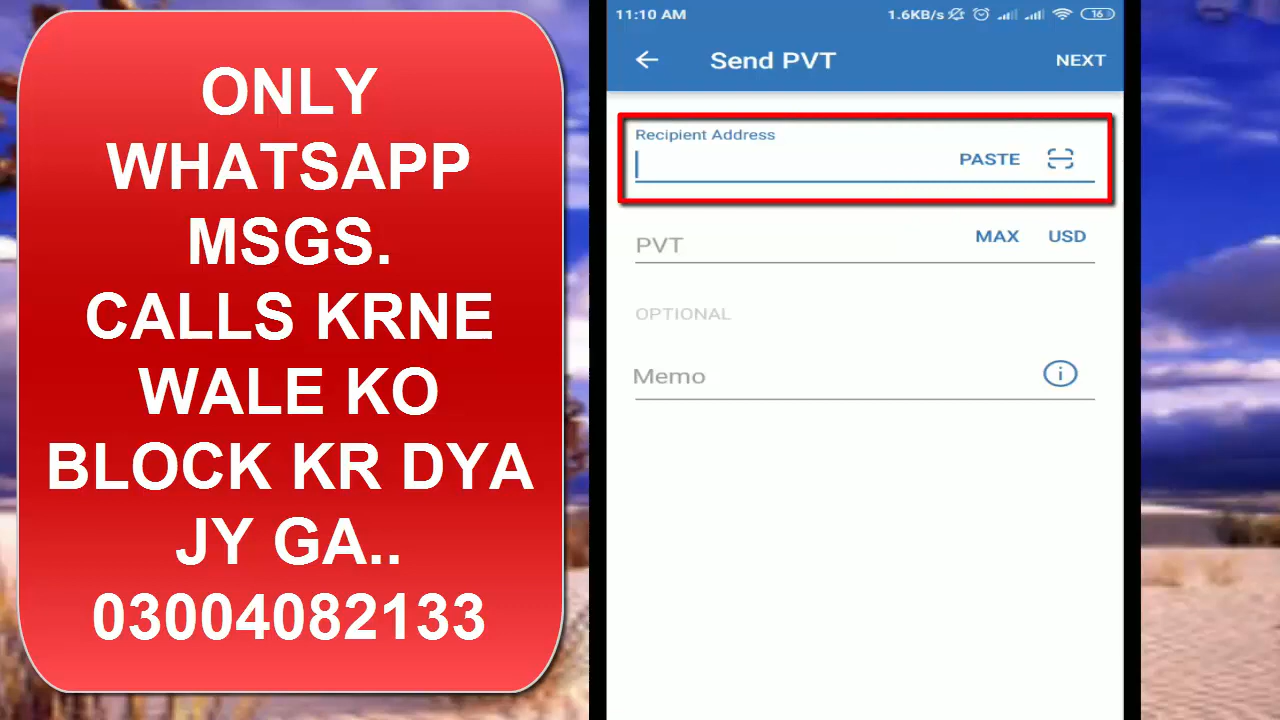 ONLY
WHATSAPP
MSGS.
CALLS KRNE
WALE KO
BLOCK KR DYA
JY GA..
03004082133
11:10 AM 1.6KB/s 16
Send PVT NEXT
Recipient Address
PASTE
PVT MAX USD
OPTIONAL
Memo